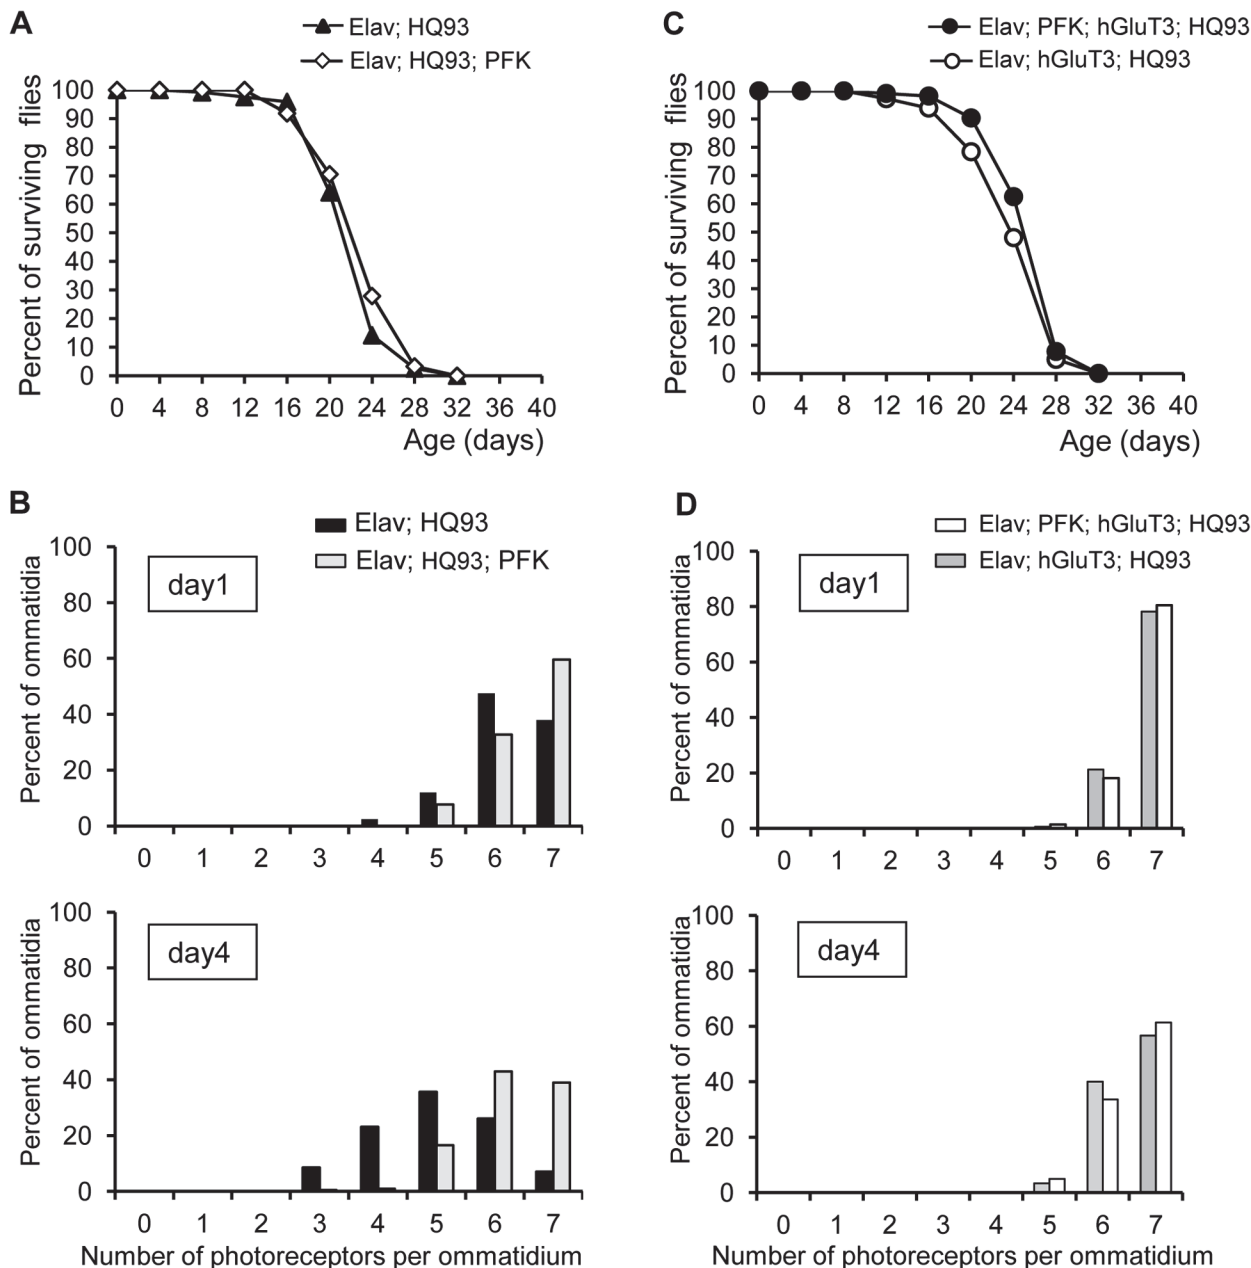 A
Elav; HQ93
Elav; HQ93; PFK
Percent of surviving flies
100
90
80
70
60
50
40
30
20
10
0
0 4 8 12 16 20 24 28 32 36 40
Age (days)
C
Elav; PFK; hGluT3; HQ93
Elav; hGluT3; HQ93
Percent of surviving flies
100
90
80
70
60
50
40
30
20
10
0
0 4 8 12 16 20 24 28 32 36 40
Age (days)
B
Elav; HQ93
Elav; HQ93; PFK
day1
Percent of ommatidia
100
80
60
40
20
0
0 1 2 3 4 5 6 7
day4
Percent of ommatidia
100
80
60
40
20
0
0 1 2 3 4 5 6 7
Number of photoreceptors per ommatidium
D
Elav; PFK; hGluT3; HQ93
Elav; hGluT3; HQ93
day1
Percent of ommatidia
100
80
60
40
20
0
0 1 2 3 4 5 6 7
day4
Percent of ommatidia
100
80
60
40
20
0
0 1 2 3 4 5 6 7
Number of photoreceptors per ommatidium